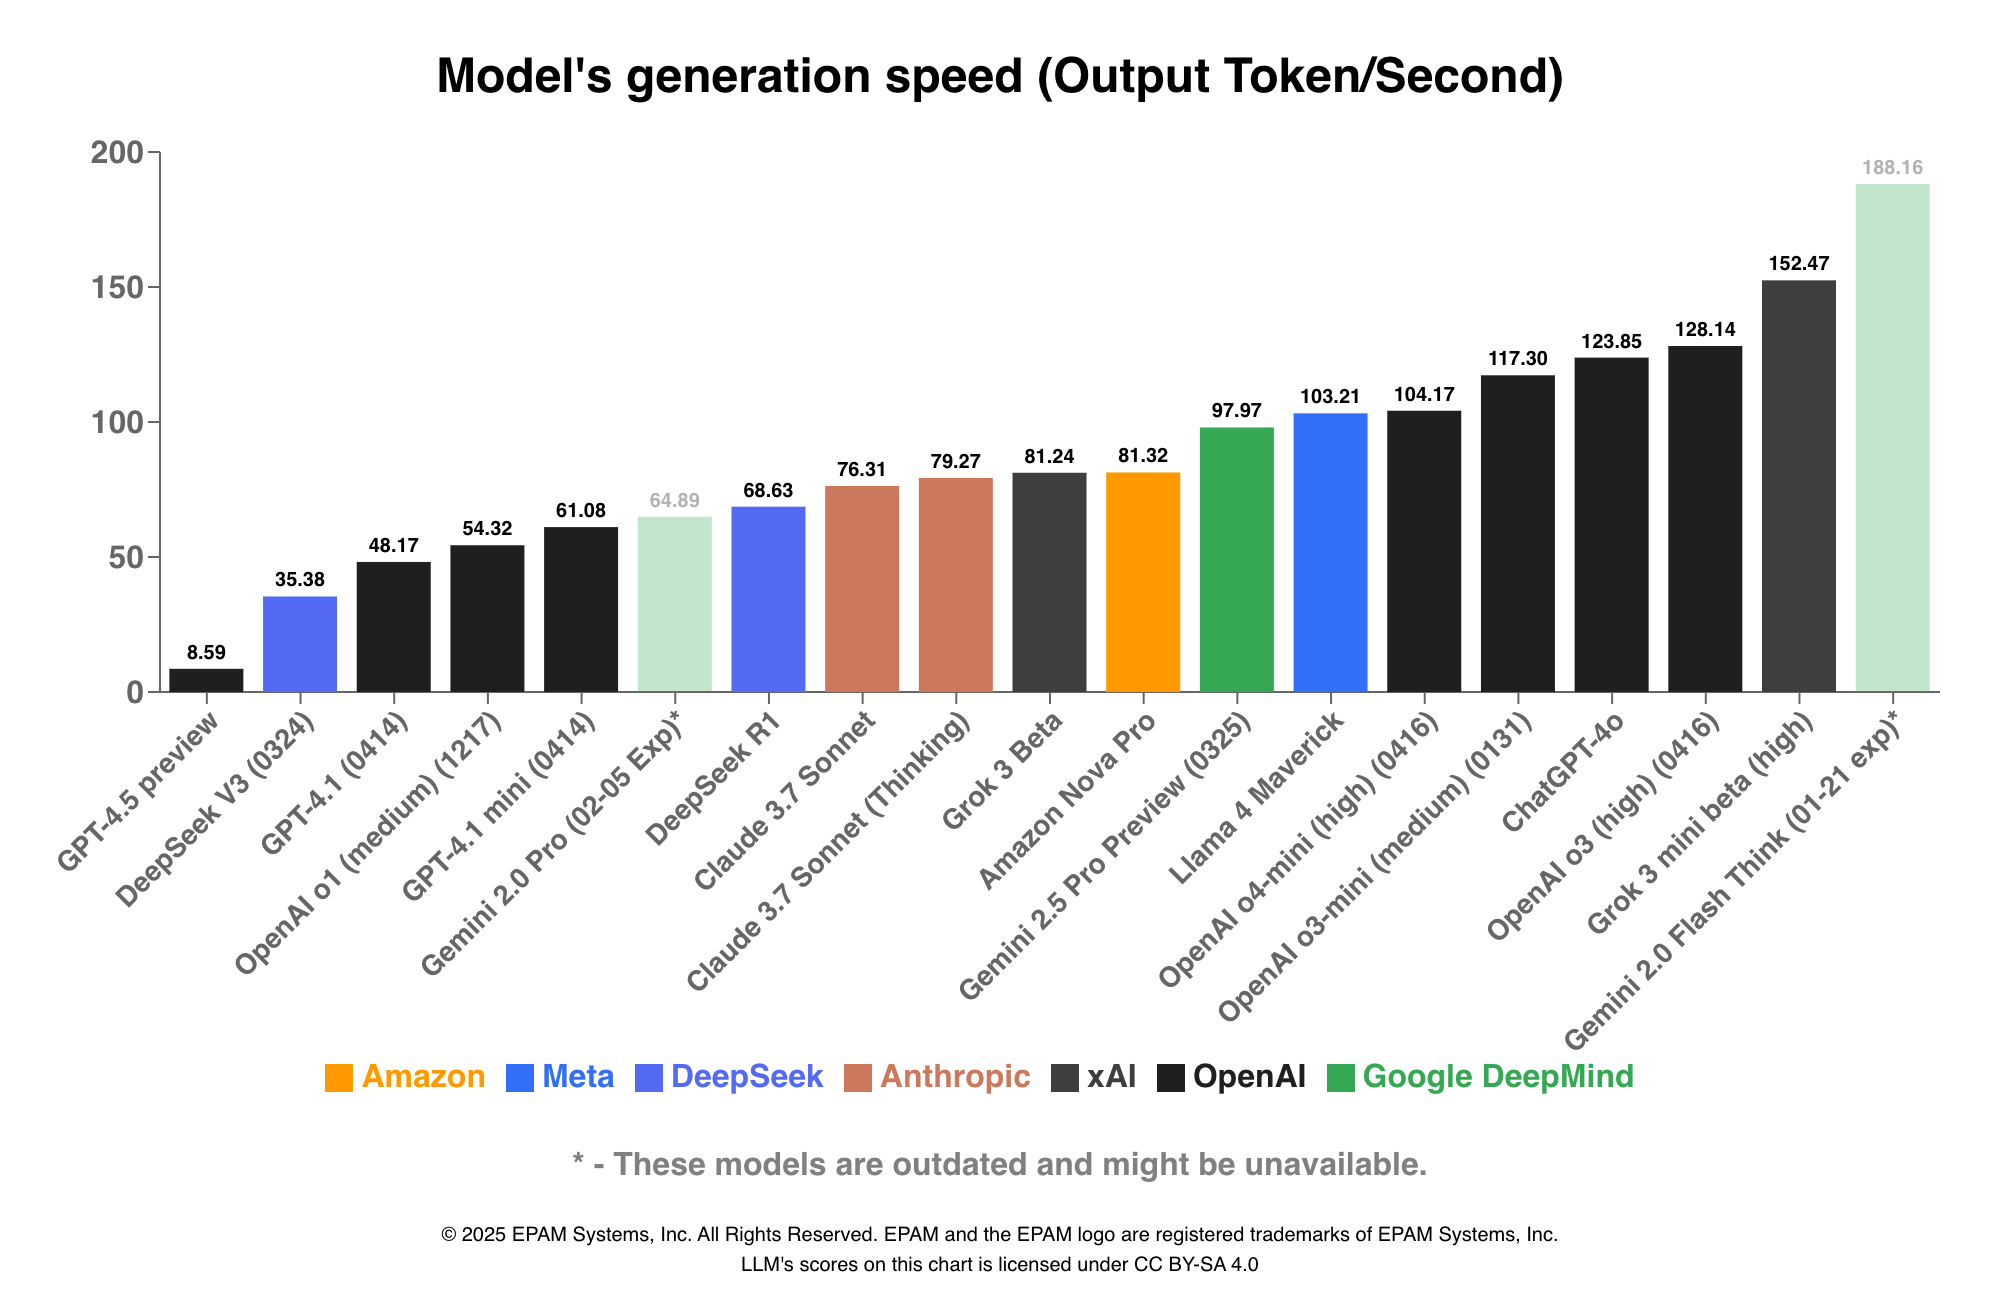 Model's generation speed (Output Token/Second)
200
150
100
50
0
8.59
35.38
48.17
54.32
61.08
64.89
68.63
76.31
79.27
81.24
81.32
97.97
103.21
104.17
117.30
123.85
128.14
152.47
188.16
GPT-4.5 preview
DeepSeek V3 (0324)
GPT-4.1 (0414)
OpenAI o1 (medium) (1217)
GPT-4.1 mini (0414)
Gemini 2.0 Pro (02-05 Exp)*
DeepSeek R1
Claude 3.7 Sonnet
Claude 3.7 Sonnet (Thinking)
Grok 3 Beta
Amazon Nova Pro
Gemini 2.5 Pro Preview (0325)
Llama 4 Maverick
OpenAI o4-mini (high) (0416)
OpenAI o3-mini (medium) (0131)
ChatGPT-4o
OpenAI o3 (high) (0416)
Grok 3 mini beta (high)
Gemini 2.0 Flash Think (01-21 exp)*
Amazon Meta DeepSeek Anthropic xAI OpenAI Google DeepMind
* - These models are outdated and might be unavailable.
© 2025 EPAM Systems, Inc. All Rights Reserved. EPAM and the EPAM logo are registered trademarks of EPAM Systems, Inc.
LLM's scores on this chart is licensed under CC BY-SA 4.0